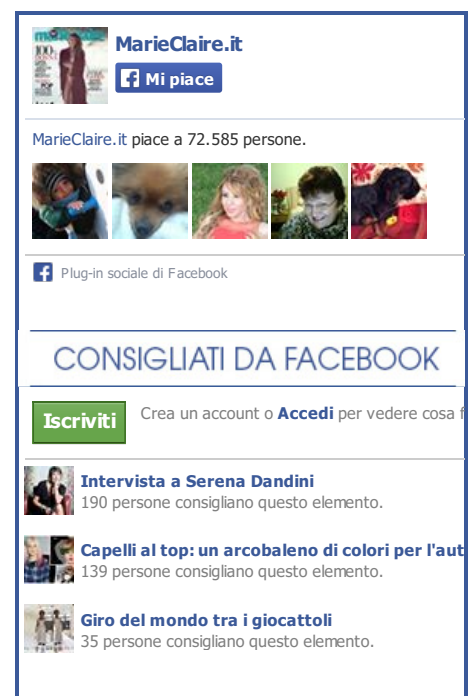 MarieClaire.it
Mi piace
MarieClaire.it piace a 72.585 persone.
Plug-in sociale di Facebook
CONSIGLIATI DA FACEBOOK
Iscriviti
Crea un account o Accedi per vedere cosa f
Intervista a Serena Dandini
190 persone consigliano questo elemento.
Capelli al top: un arcobaleno di colori per l'aut
139 persone consigliano questo elemento.
Giro del mondo tra i giocattoli
35 persone consigliano questo elemento.